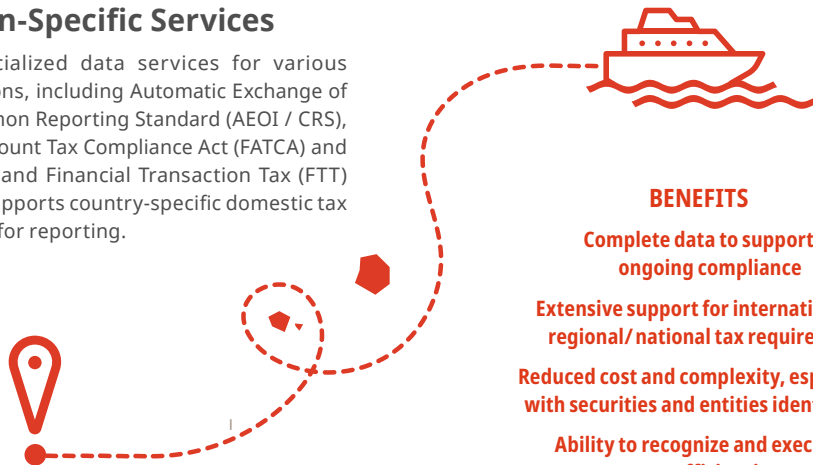 n-Specific Services
cialized data services for various
ons, including Automatic Exchange of
mon Reporting Standard (AEOI / CRS),
ount Tax Compliance Act (FATCA) and
and Financial Transaction Tax (FTT)
pports country-specific domestic tax
for reporting.
BENEFITS
Complete data to support
ongoing compliance
Extensive support for internati
regional/national tax require
Reduced cost and complexity, esp
with securities and entities iden
Ability to recognize and exec